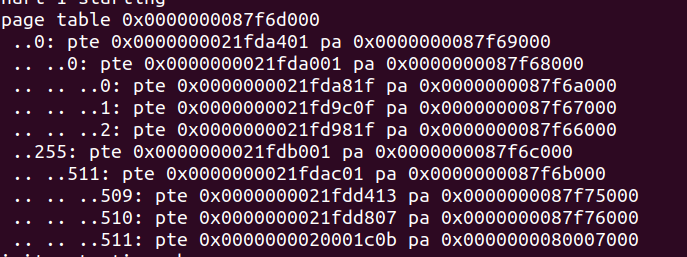 page table 0x0000000087f6d000
..0: pte 0x0000000021fda401 pa 0x0000000087f69000
.. ..0: pte 0x0000000021fda001 pa 0x0000000087f68000
.. .. ..0: pte 0x0000000021fda81f pa 0x0000000087f6a000
.. .. ..1: pte 0x0000000021fd9c0f pa 0x0000000087f67000
.. .. ..2: pte 0x0000000021fd981f pa 0x0000000087f66000
..255: pte 0x0000000021fdb001 pa 0x0000000087f6c000
.. ..511: pte 0x0000000021fdac01 pa 0x0000000087f6b000
.. .. ..509: pte 0x0000000021fdd413 pa 0x0000000087f75000
.. .. ..510: pte 0x0000000021fdd807 pa 0x0000000087f76000
.. .. ..511: pte 0x0000000020001c0b pa 0x0000000080007000